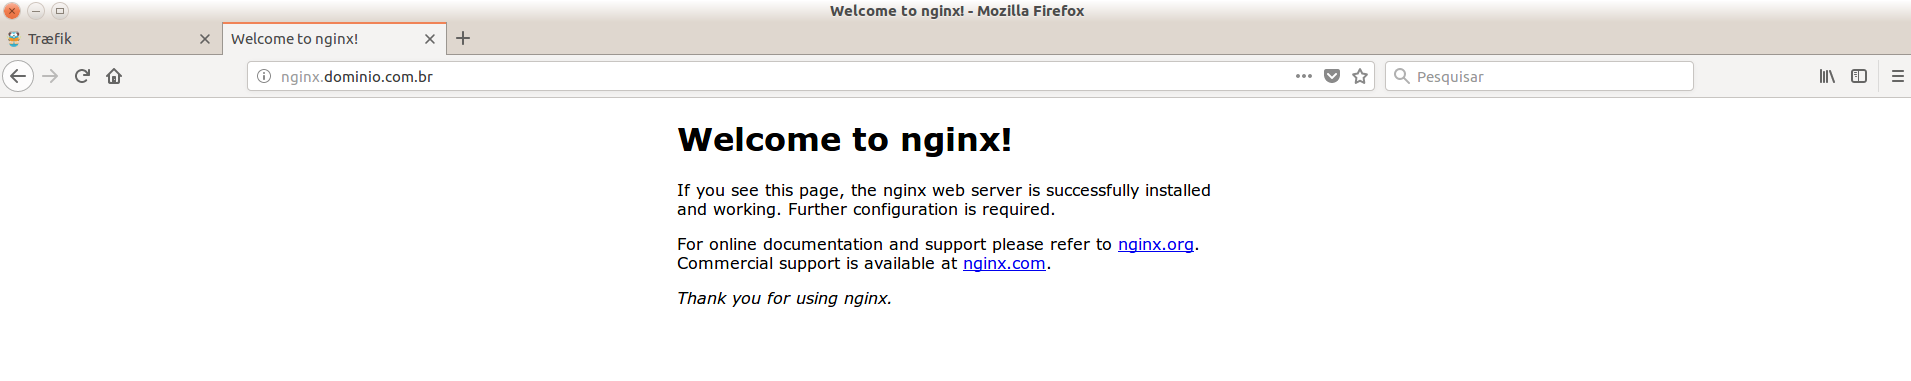 Welcome to nginx! - Mozilla Firefox
Træfik
Welcome to nginx!
nginx.dominio.com.br
Pesquisar
Welcome to nginx!
If you see this page, the nginx web server is successfully installed
and working. Further configuration is required.
For online documentation and support please refer to nginx.org.
Commercial support is available at nginx.com.
Thank you for using nginx.